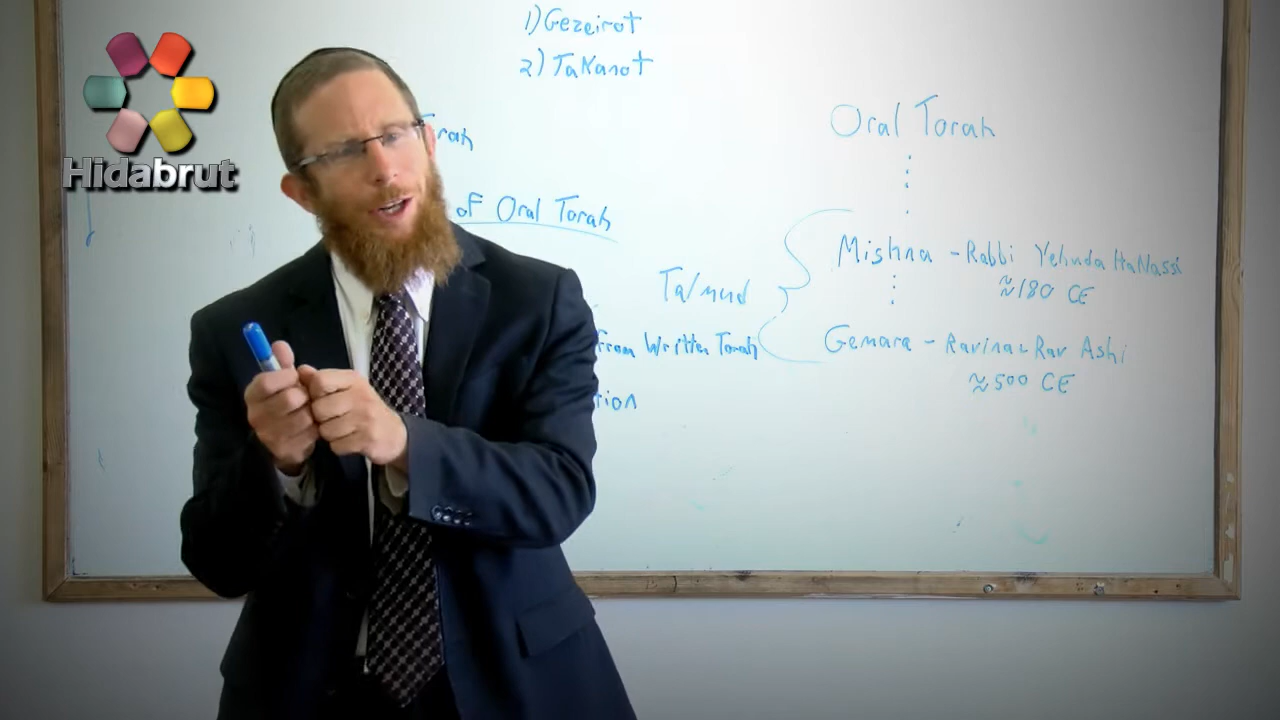 Hidabrut
1) Gezeirot
2) Takanot
Torah
of Oral Torah
from Written Torah
tion
Oral Torah
Talmud
Mishna - Rabbi Yehuda HaNassi
≈180 CE
Gemara - Ravina & Rav Ashi
≈500 CE